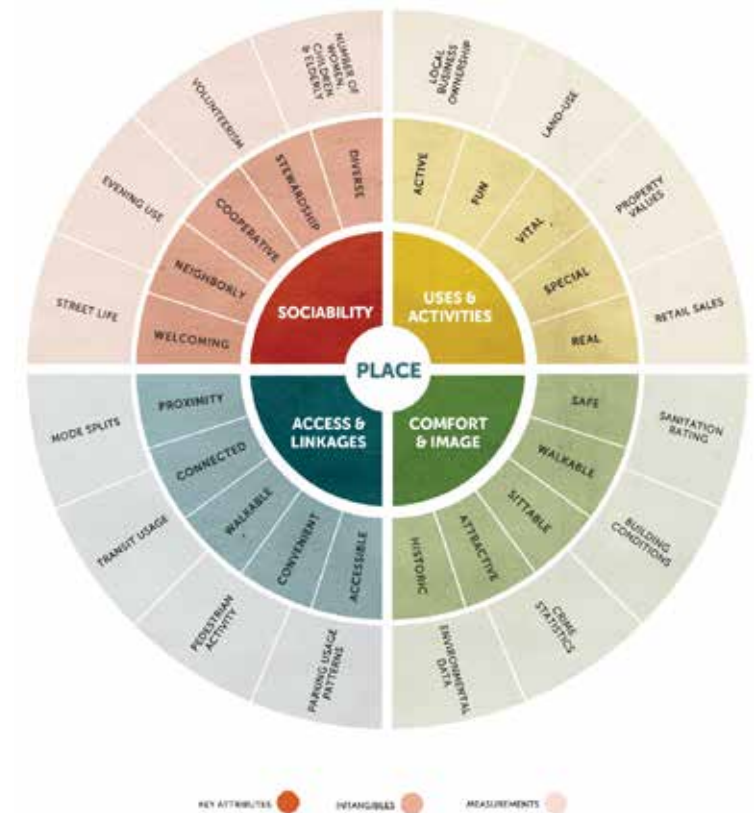 NUMBER OF
WOMEN,
CHILDREN
& ELDERLY
VOLUNTEERISM
EVENING USE
STREET LIFE
DIVERSE
STEWARDSHIP
COOPERATIVE
NEIGHBORLY
WELCOMING
SOCIABILITY
LOCAL
BUSINESS
OWNERSHIP
LAND-USE
PROPERTY
VALUES
RETAIL SALES
ACTIVE
FUN
VITAL
SPECIAL
REAL
USES &
ACTIVITIES
PLACE
ACCESS &
LINKAGES
PROXIMITY
CONNECTED
WALKABLE
CONVENIENT
ACCESSIBLE
MODE SPLITS
TRANSIT USAGE
PEDESTRIAN
ACTIVITY
PARKING USAGE
PATTERNS
COMFORT
& IMAGE
SAFE
WALKABLE
SITTABLE
ATTRACTIVE
HISTORIC
SANITATION
RATING
BUILDING
CONDITIONS
CRIME
STATISTICS
ENVIRONMENTAL
DATA
KEY ATTRIBUTES
INTANGIBLES
MEASUREMENTS